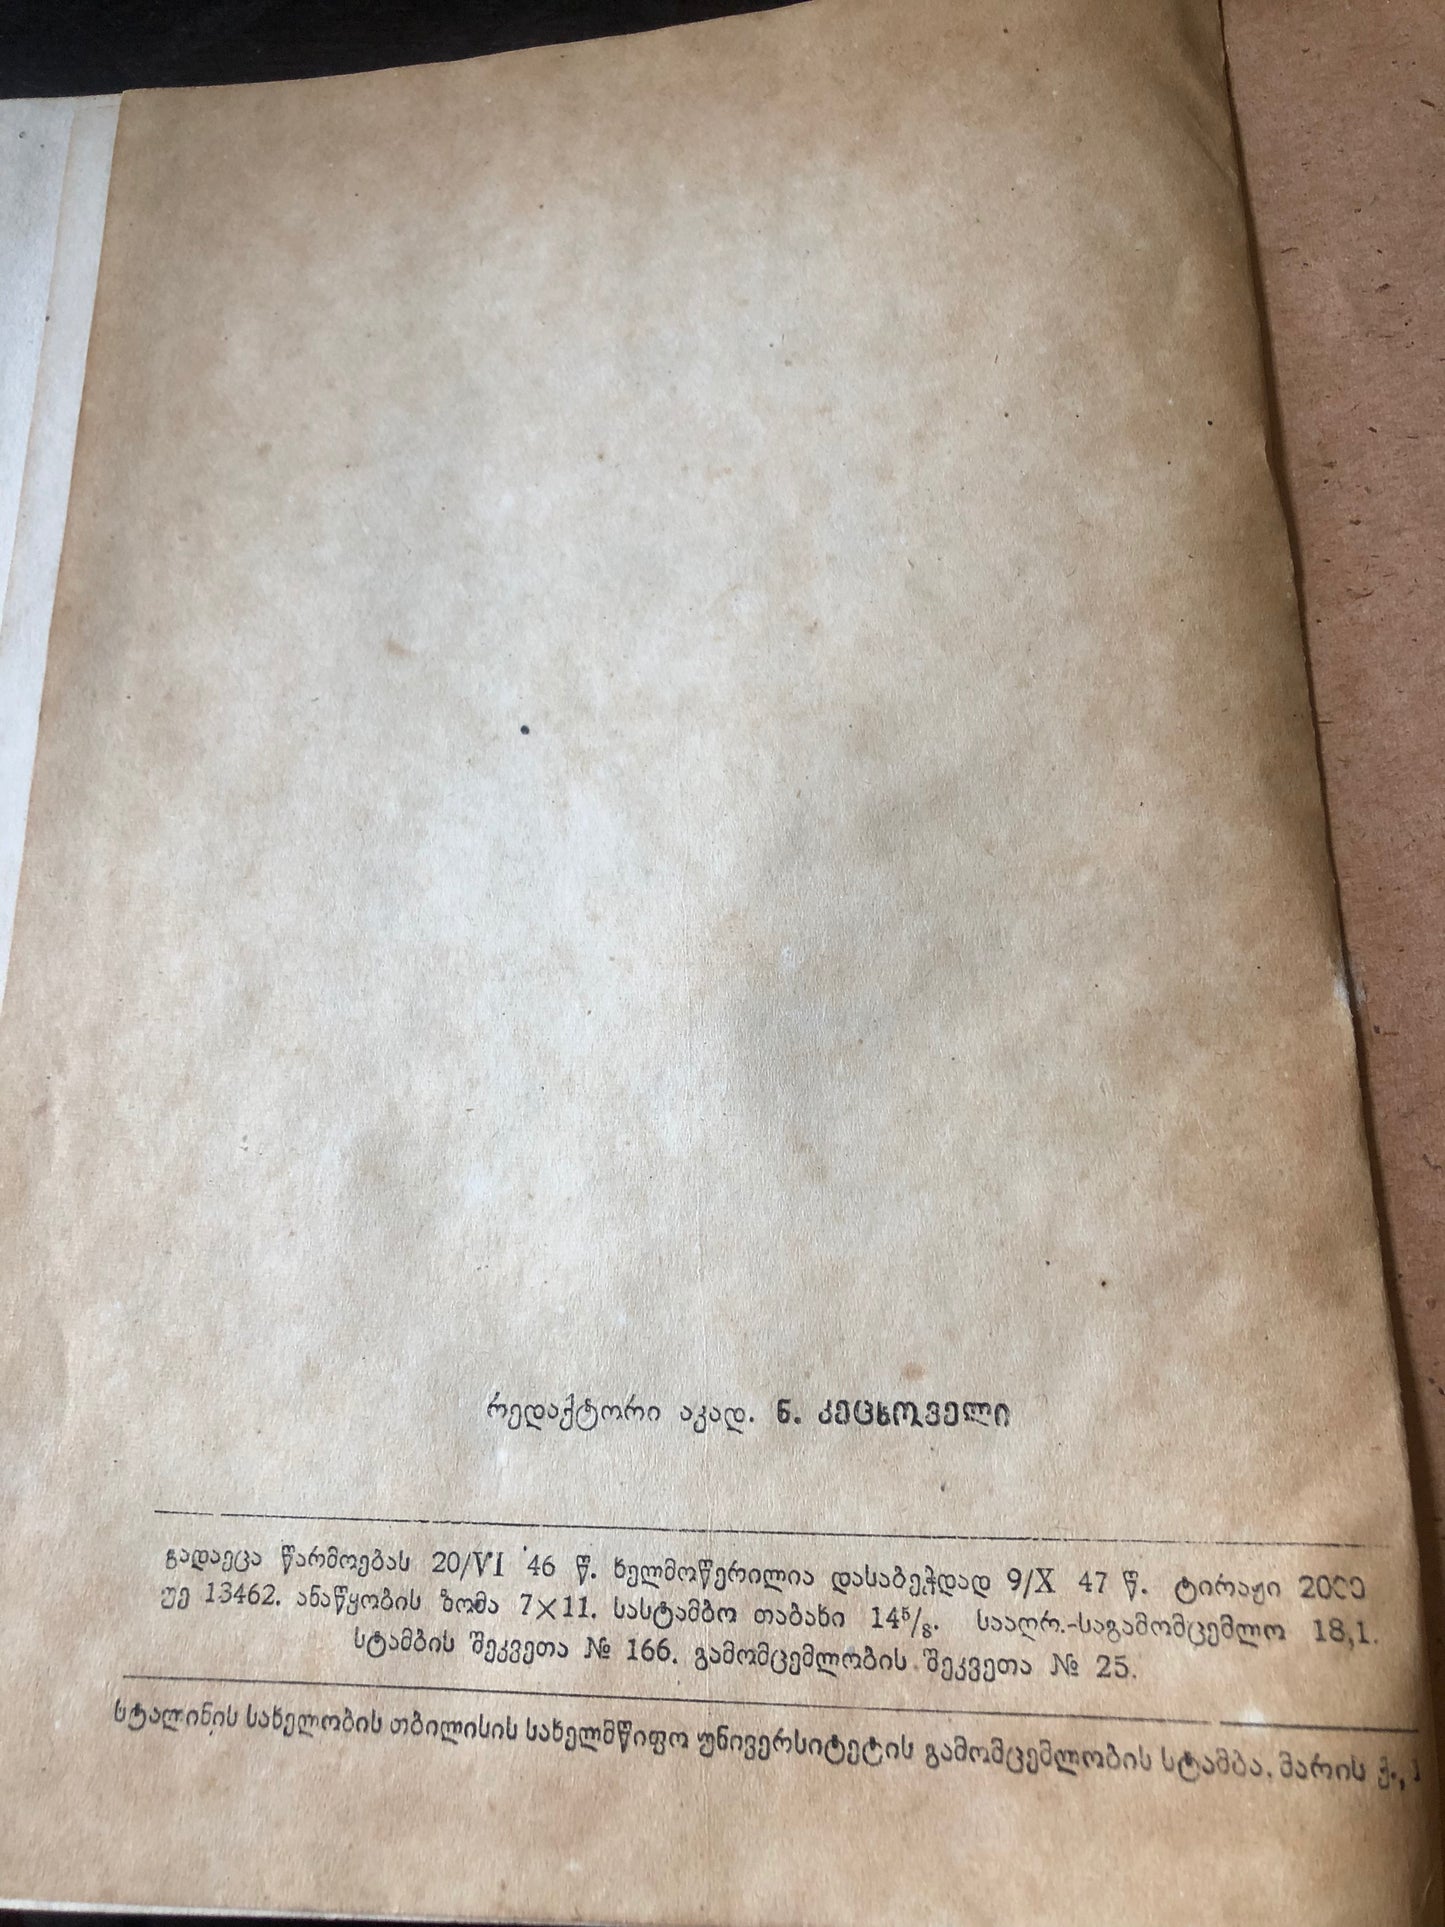 რედაქტორი აკად. ნ. კეცხოველი
გადაეცა წარმოებას 20/VI 46 წ. ხელმოწერილია დასაბეჭდად 9/X 47 წ. ტირაჟი 2000
უე 13462. ანაწყობის ზომა 7×11. სასტამბო თაბახი 14⁵/₈. სააღრ.-საგამომცემლო 18,1.
სტამბის შეკვეთა № 166. გამომცემლობის შეკვეთა № 25.
სტალინის სახელობის თბილისის სახელმწიფო უნივერსიტეტის გამომცემლობის სტამბა. მარის ქ., 1